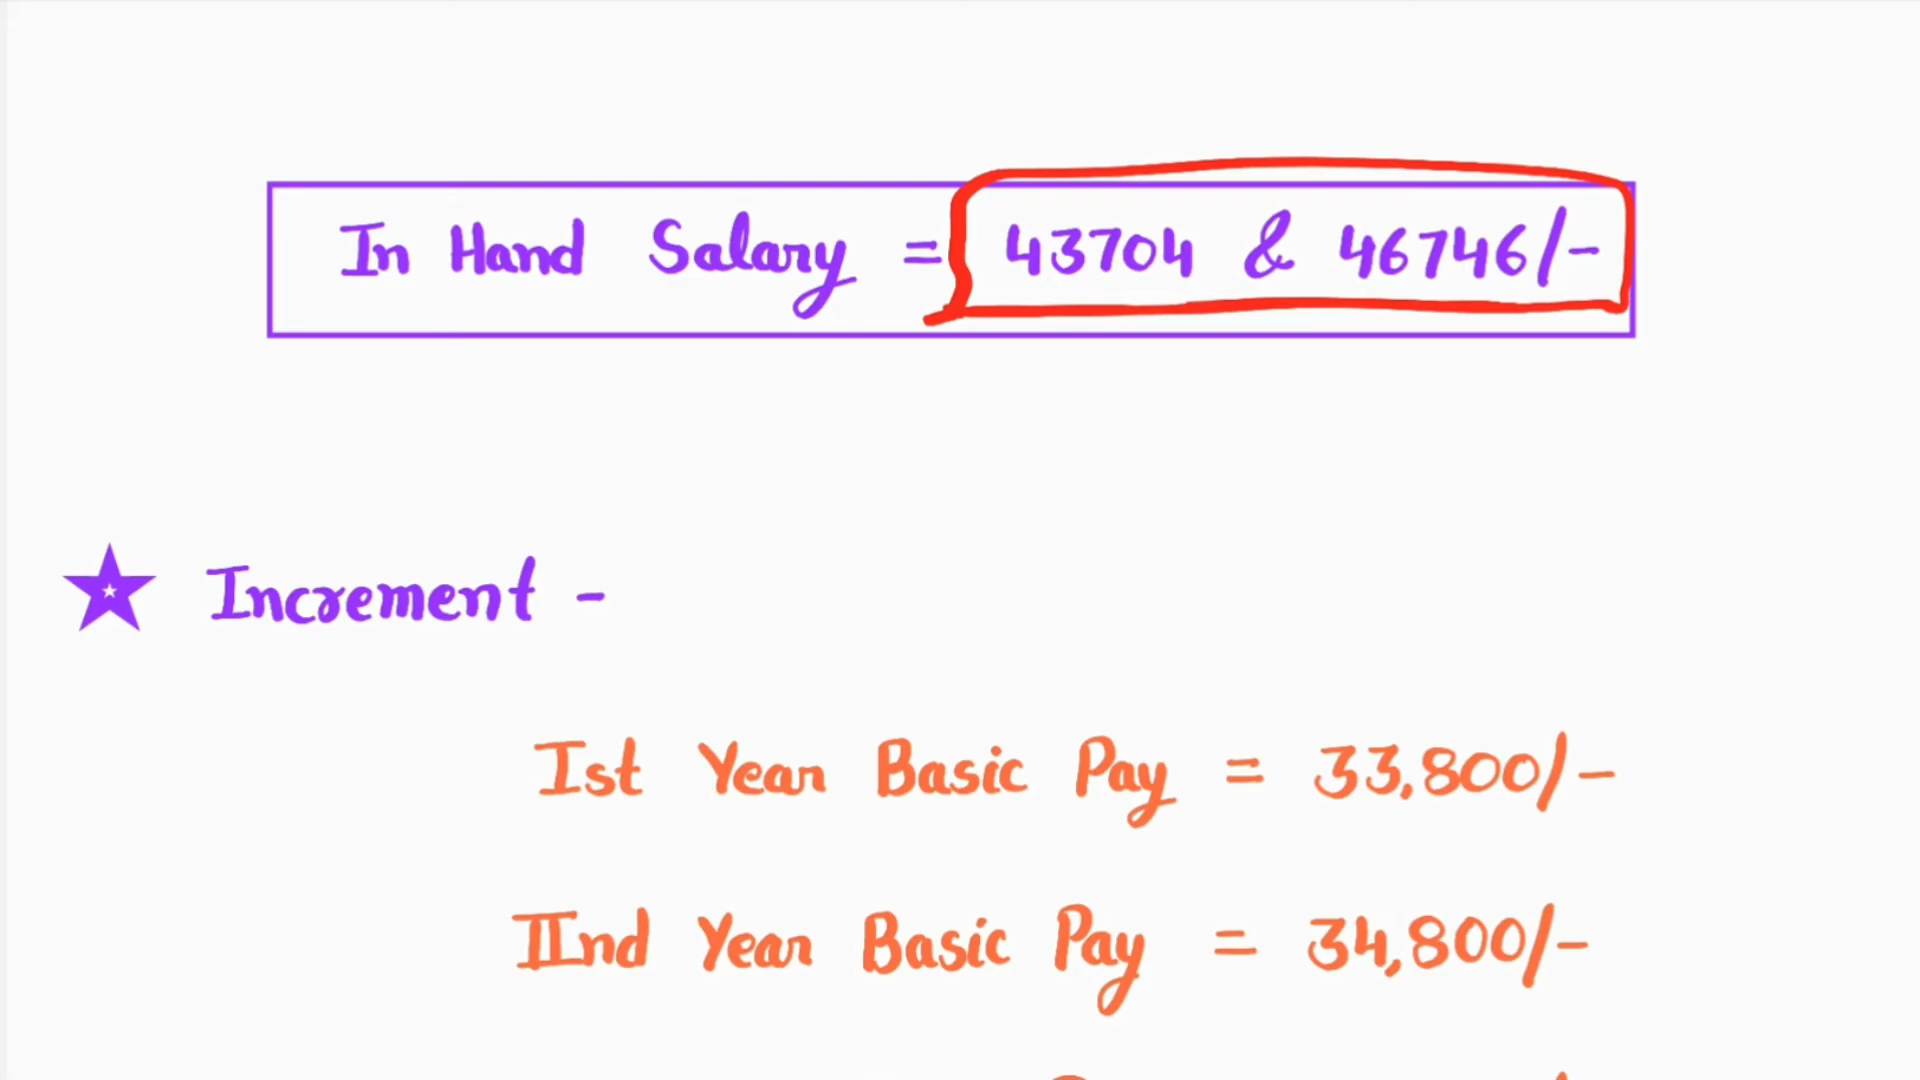 In Hand Salary = 43704 & 46746/-
Increment -
Ist Year Basic Pay = 33,800/-
IInd Year Basic Pay = 34,800/-